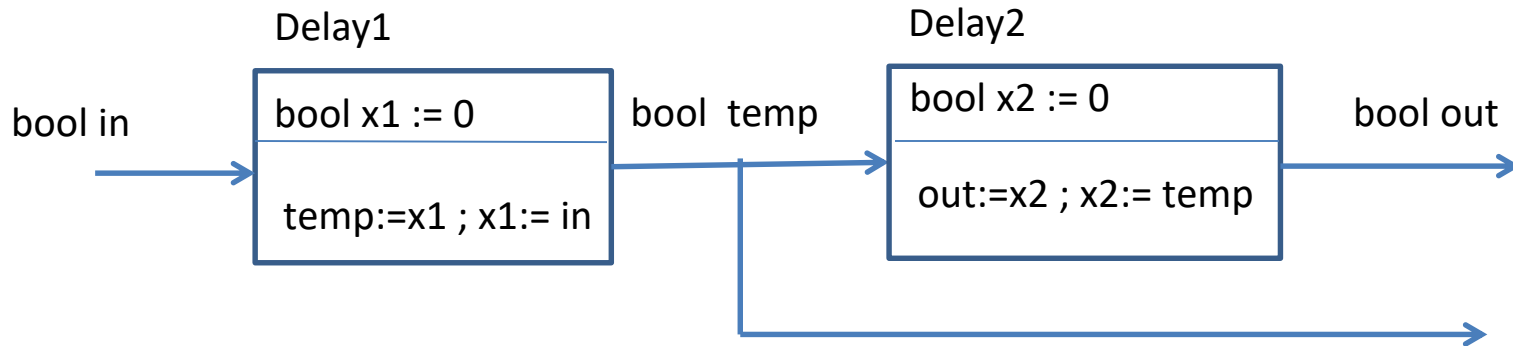 Delay1
Delay2
bool in
bool x1 := 0
bool temp
bool x2 := 0
bool out
temp:=x1 ; x1:= in
out:=x2 ; x2:= temp